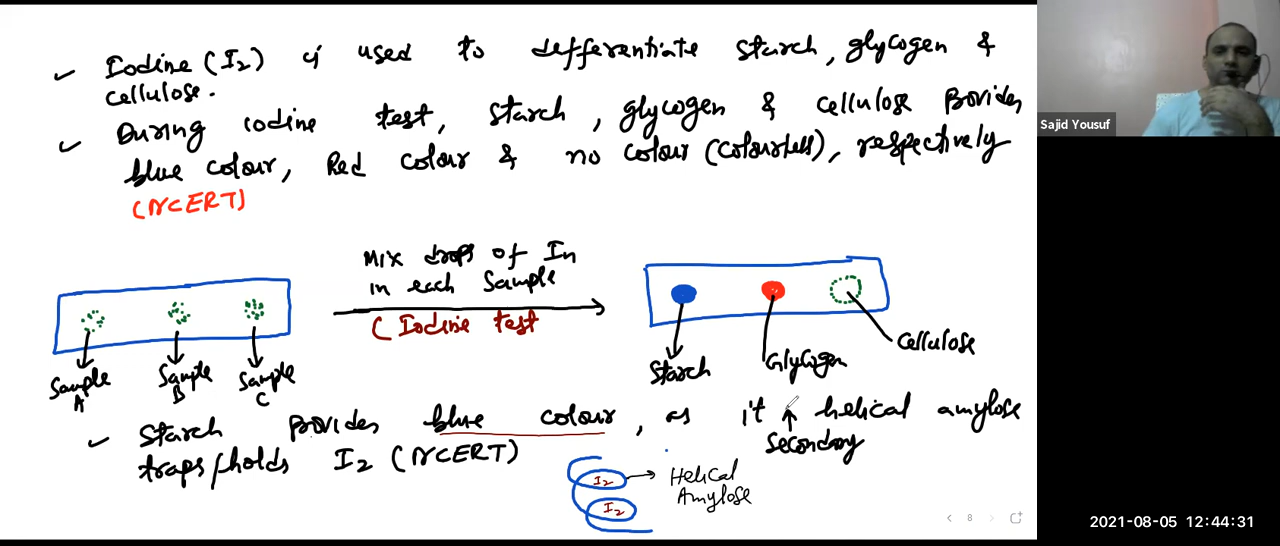 Iodine (I2) is used to defferentiate starch, glycogen &
cellulose.
During iodine test, starch, glycogen & cellulose provides
blue colour, Red colour & no colour (colourless), respectively
(NCERT)
Mix drops of In
in each sample
(Iodine test
Sample A
Sample B
Sample C
Starch
Glycogen
Cellulose
Starch provides blue colour, as it helical amylose
secondary
traps/holds I2 (NCERT)
I2
I2
Helical
Amylose
Sajid Yousuf
8
2021-08-05 12:44:31